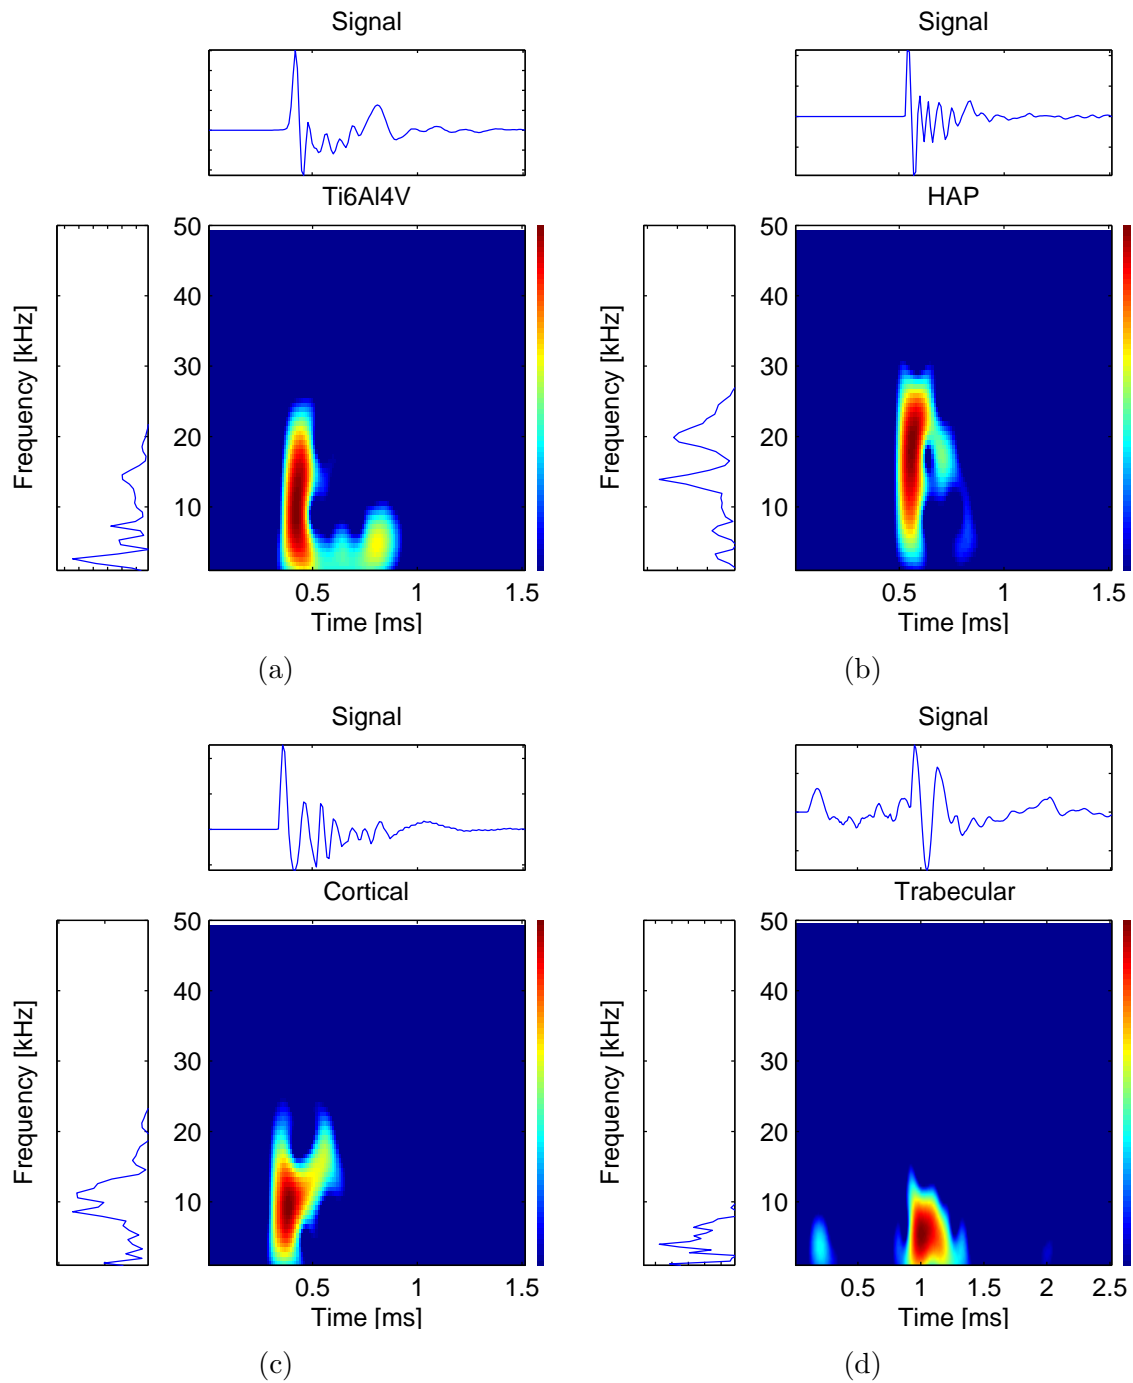 Signal
Ti6Al4V
Frequency [kHz]
50
40
30
20
10
0.5 1 1.5
Time [ms]
(a)
Signal
HAP
Frequency [kHz]
50
40
30
20
10
0.5 1 1.5
Time [ms]
(b)
Signal
Cortical
Frequency [kHz]
50
40
30
20
10
0.5 1 1.5
Time [ms]
(c)
Signal
Trabecular
Frequency [kHz]
50
40
30
20
10
0.5 1 1.5 2 2.5
Time [ms]
(d)